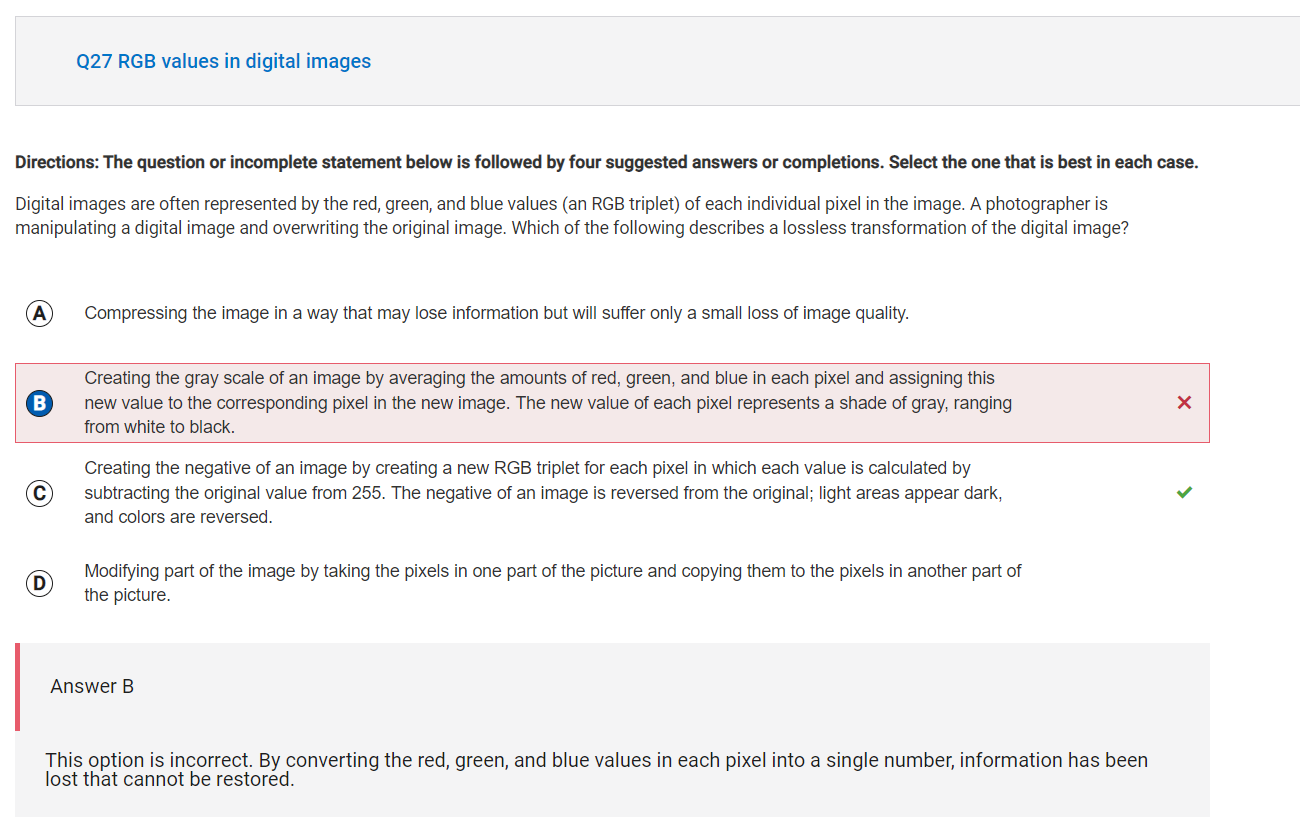 Q27 RGB values in digital images
Directions: The question or incomplete statement below is followed by four suggested answers or completions. Select the one that is best in each case.
Digital images are often represented by the red, green, and blue values (an RGB triplet) of each individual pixel in the image. A photographer is
manipulating a digital image and overwriting the original image. Which of the following describes a lossless transformation of the digital image?
A Compressing the image in a way that may lose information but will suffer only a small loss of image quality.
Creating the gray scale of an image by averaging the amounts of red, green, and blue in each pixel and assigning this
B new value to the corresponding pixel in the new image. The new value of each pixel represents a shade of gray, ranging
from white to black.
Creating the negative of an image by creating a new RGB triplet for each pixel in which each value is calculated by
C subtracting the original value from 255. The negative of an image is reversed from the original; light areas appear dark,
and colors are reversed.
D Modifying part of the image by taking the pixels in one part of the picture and copying them to the pixels in another part of
the picture.
Answer B
This option is incorrect. By converting the red, green, and blue values in each pixel into a single number, information has been
lost that cannot be restored.